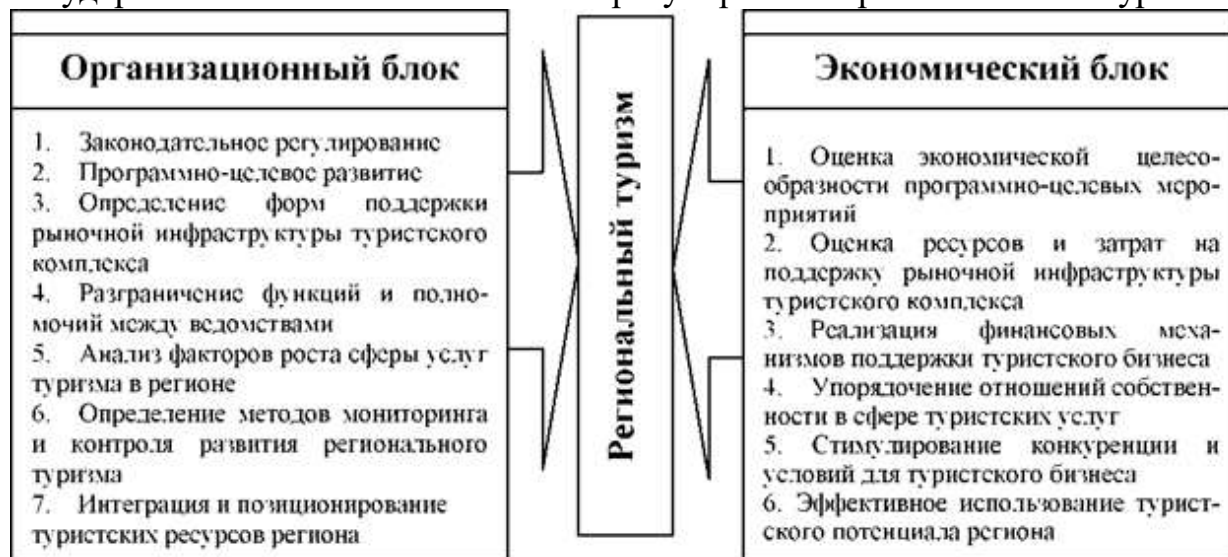 Организационный блок
1. Законодательное регулирование
2. Программно-целевое развитие
3. Определение форм поддержки
рыночной инфраструктуры туристского
комплекса
4. Разграничение функций и полно-
мочий между ведомствами
5. Анализ факторов роста сферы услуг
туризма в регионе
6. Определение методов мониторинга
и контроля развития регионального
туризма
7. Интеграция и позиционирование
туристских ресурсов региона
Региональный туризм
Экономический блок
1. Оценка экономической целесо-
образности программно-целевых меро-
приятий
2. Оценка ресурсов и затрат на
поддержку рыночной инфраструктуры
туристского комплекса
3. Реализация финансовых меха-
низмов поддержки туристского бизнеса
4. Упорядочение отношений собствен-
ности в сфере туристских услуг
5. Стимулирование конкуренции и
условий для туристского бизнеса
6. Эффективное использование турист-
ского потенциала региона